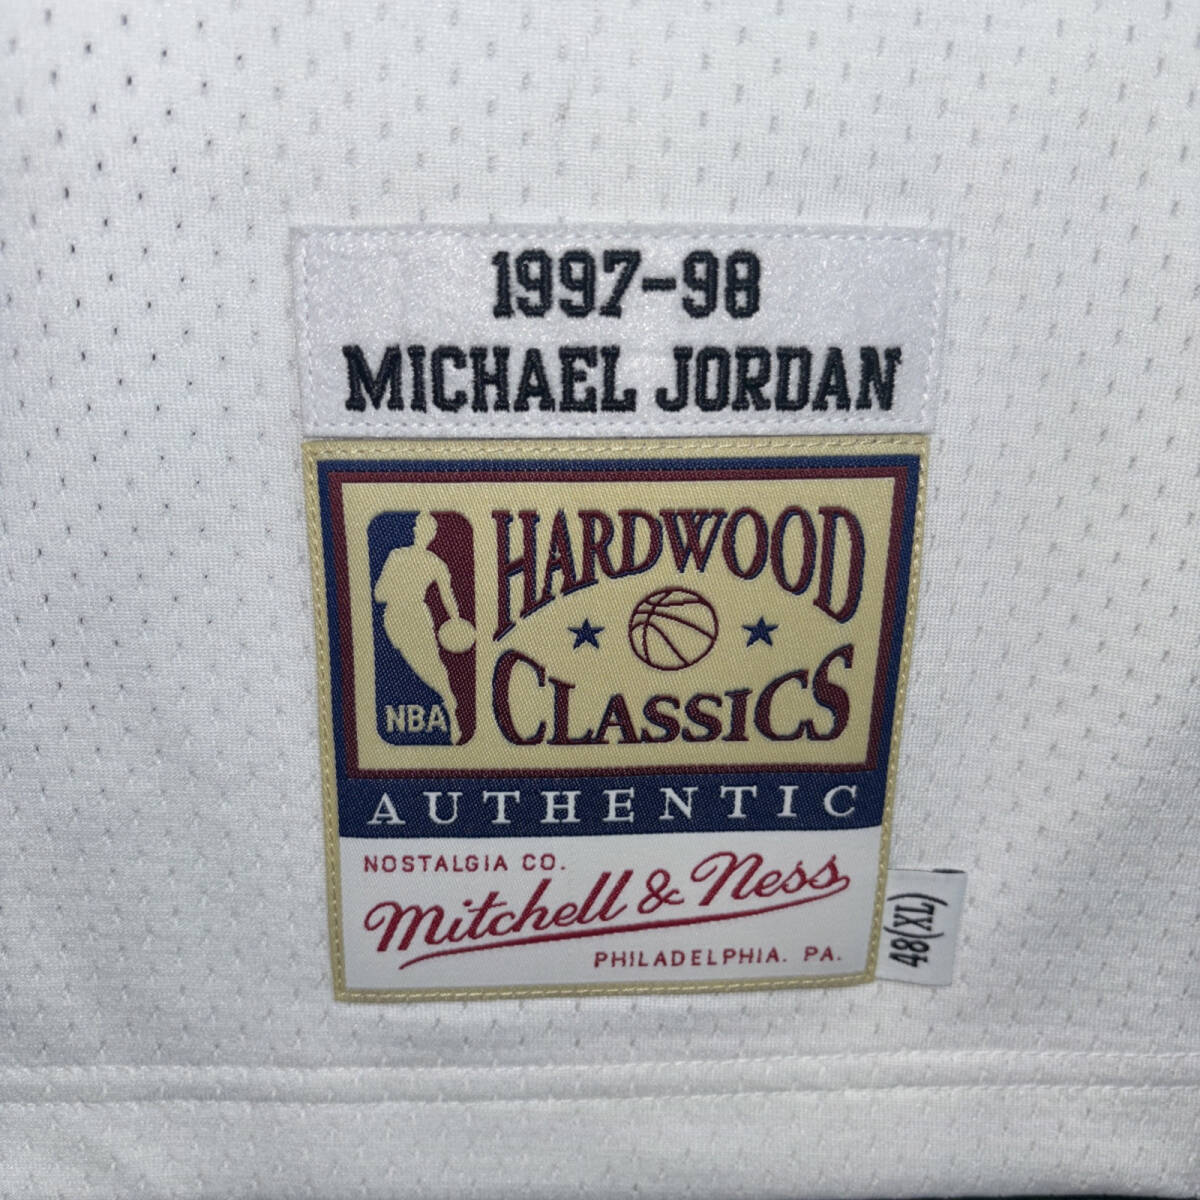 1997-98
MICHAEL JORDAN
HARDWOOD
CLASSICS
NBA
AUTHENTIC
NOSTALGIA CO.
Mitchell & Ness
PHILADELPHIA. PA.
48(XL)